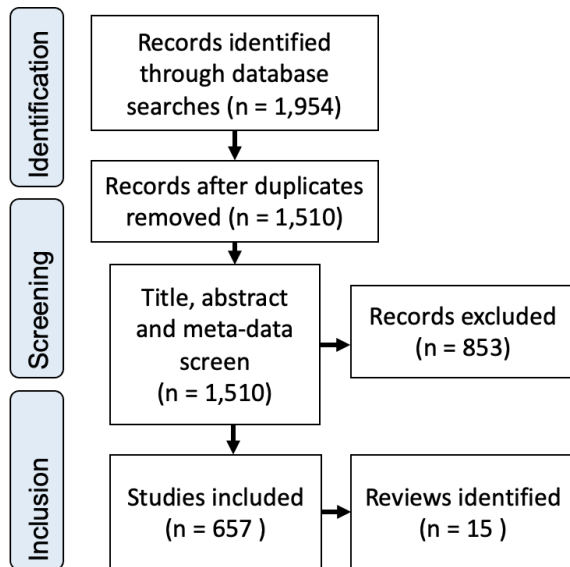 Identification
Records identified
through database
searches (n = 1,954)
Records after duplicates
removed (n = 1,510)
Screening
Title, abstract
and meta-data
screen
(n = 1,510)
Records excluded
(n = 853)
Inclusion
Studies included
(n = 657 )
Reviews identified
(n = 15 )